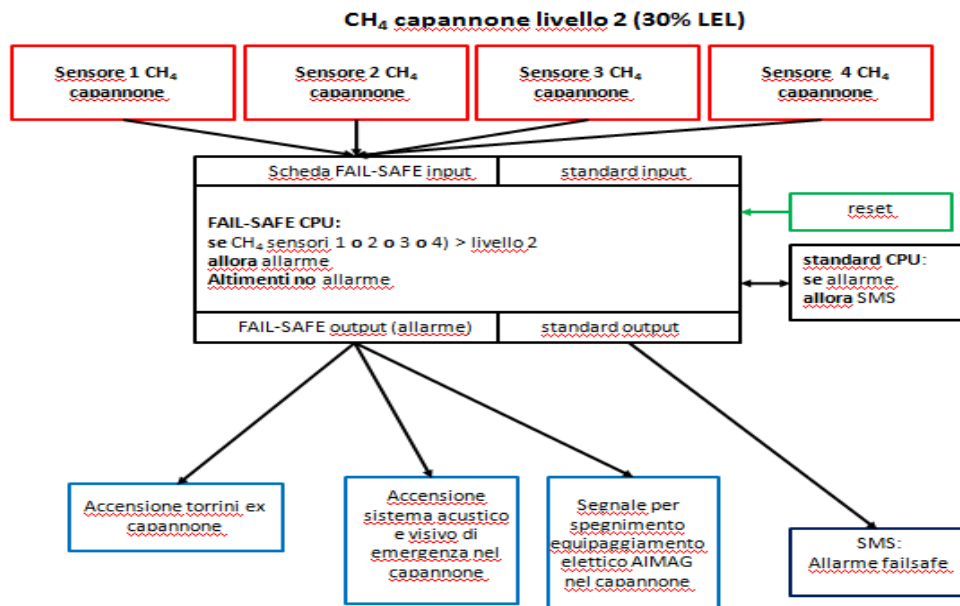 CH₄ capannone livello 2 (30% LEL)
Sensore 1 CH₄
capannone
Sensore 2 CH₄
capannone
Sensore 3 CH₄
capannone
Sensore 4 CH₄
capannone
Scheda FAIL-SAFE input
standard input
FAIL-SAFE CPU:
se CH₄ sensori 1 o 2 o 3 o 4) > livello 2
allora allarme
Altimenti no allarme
reset
standard CPU:
se allarme
allora SMS
FAIL-SAFE output (allarme)
standard output
Accensione torrini ex
capannone
Accensione
sistema acustico
e visivo di
emergenza nel
capannone
Segnale per
spegnimento
equipaggiamento
elettico AIMAG
nel capannone
SMS:
Allarme failsafe